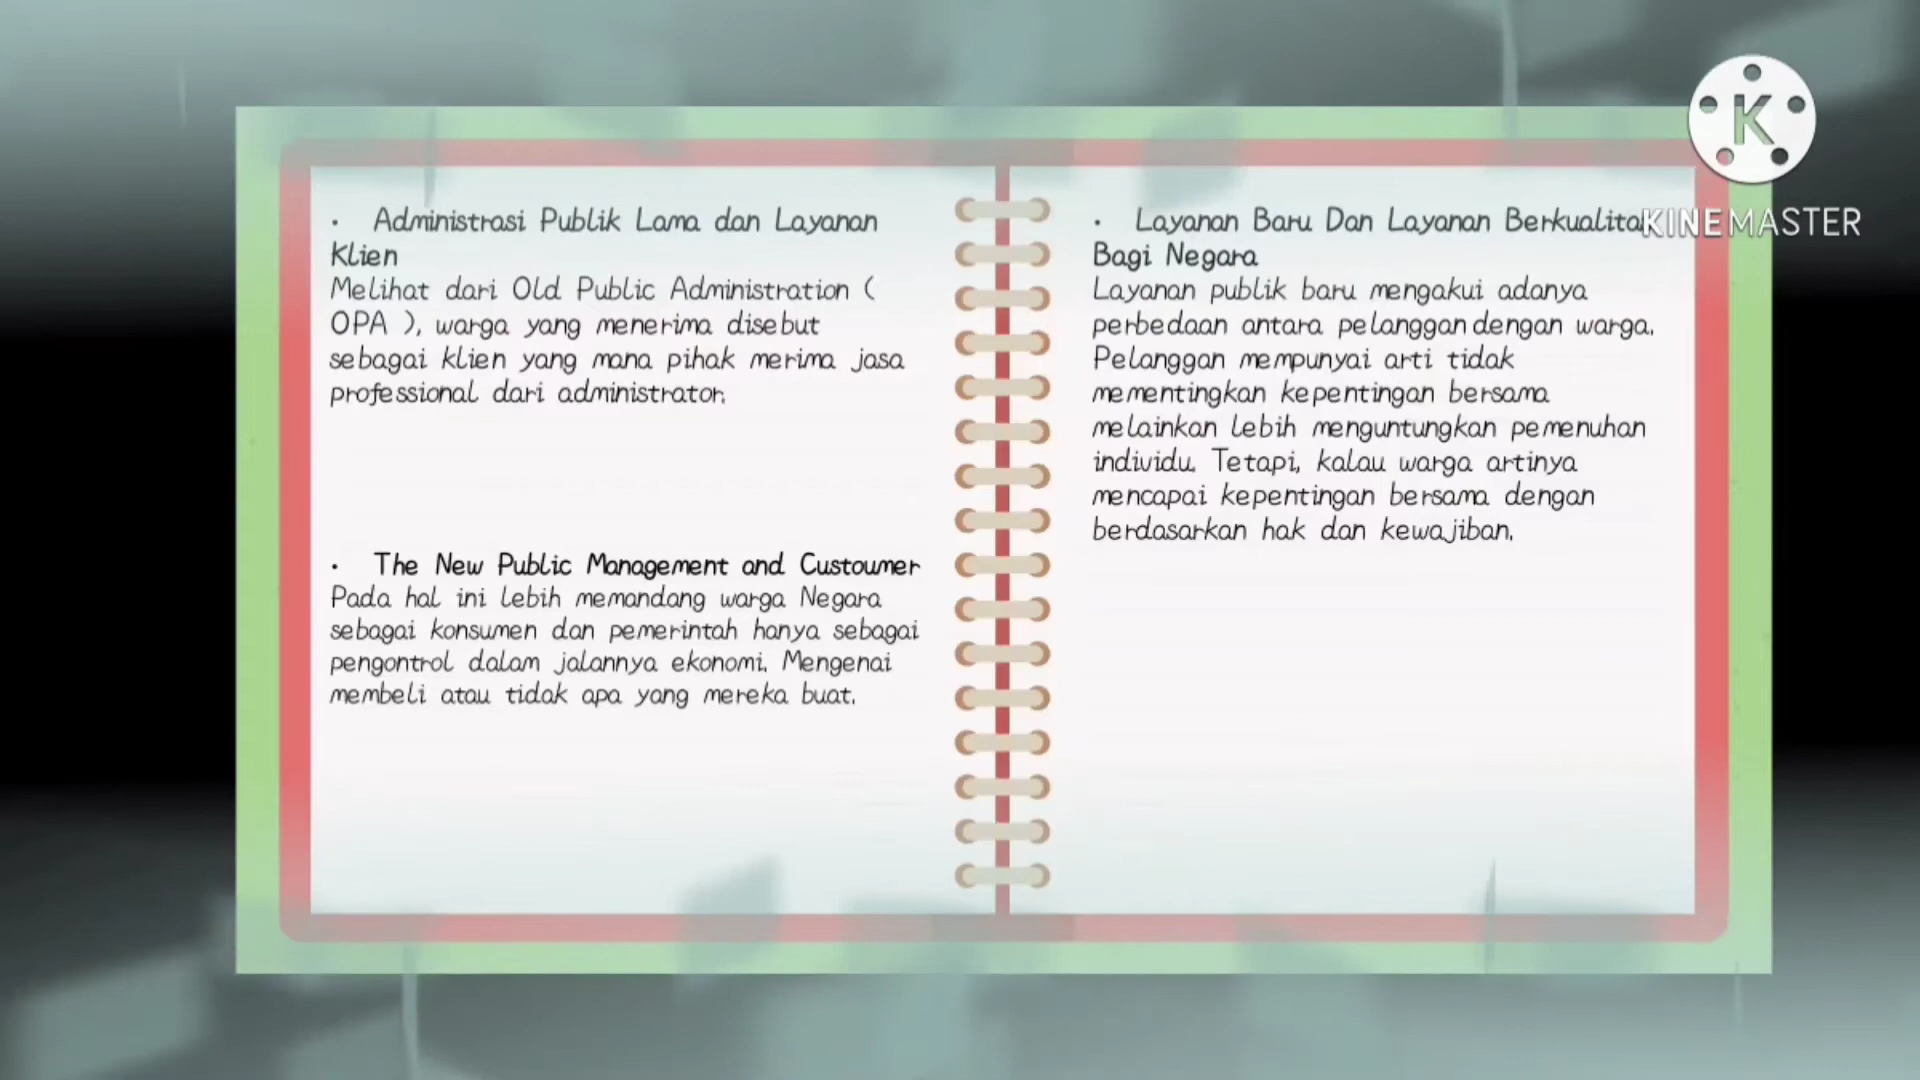 • Administrasi Publik Lama dan Layanan
Klien
Melihat dari Old Public Administration (
OPA ), warga yang menerima disebut
sebagai klien yang mana pihak merima jasa
professional dari administrator.
• The New Public Management and Custoumer
Pada hal ini lebih memandang warga Negara
sebagai konsumen dan pemerintah hanya sebagai
pengontrol dalam jalannya ekonomi. Mengenai
membeli atau tidak apa yang mereka buat.
• Layanan Baru Dan Layanan Berkualita
Bagi Negara
Layanan publik baru mengakui adanya
perbedaan antara pelanggan dengan warga.
Pelanggan mempunyai arti tidak
mementingkan kepentingan bersama
melainkan lebih menguntungkan pemenuhan
individu. Tetapi, kalau warga artinya
mencapai kepentingan bersama dengan
berdasarkan hak dan kewajiban.
K
KINEMASTER